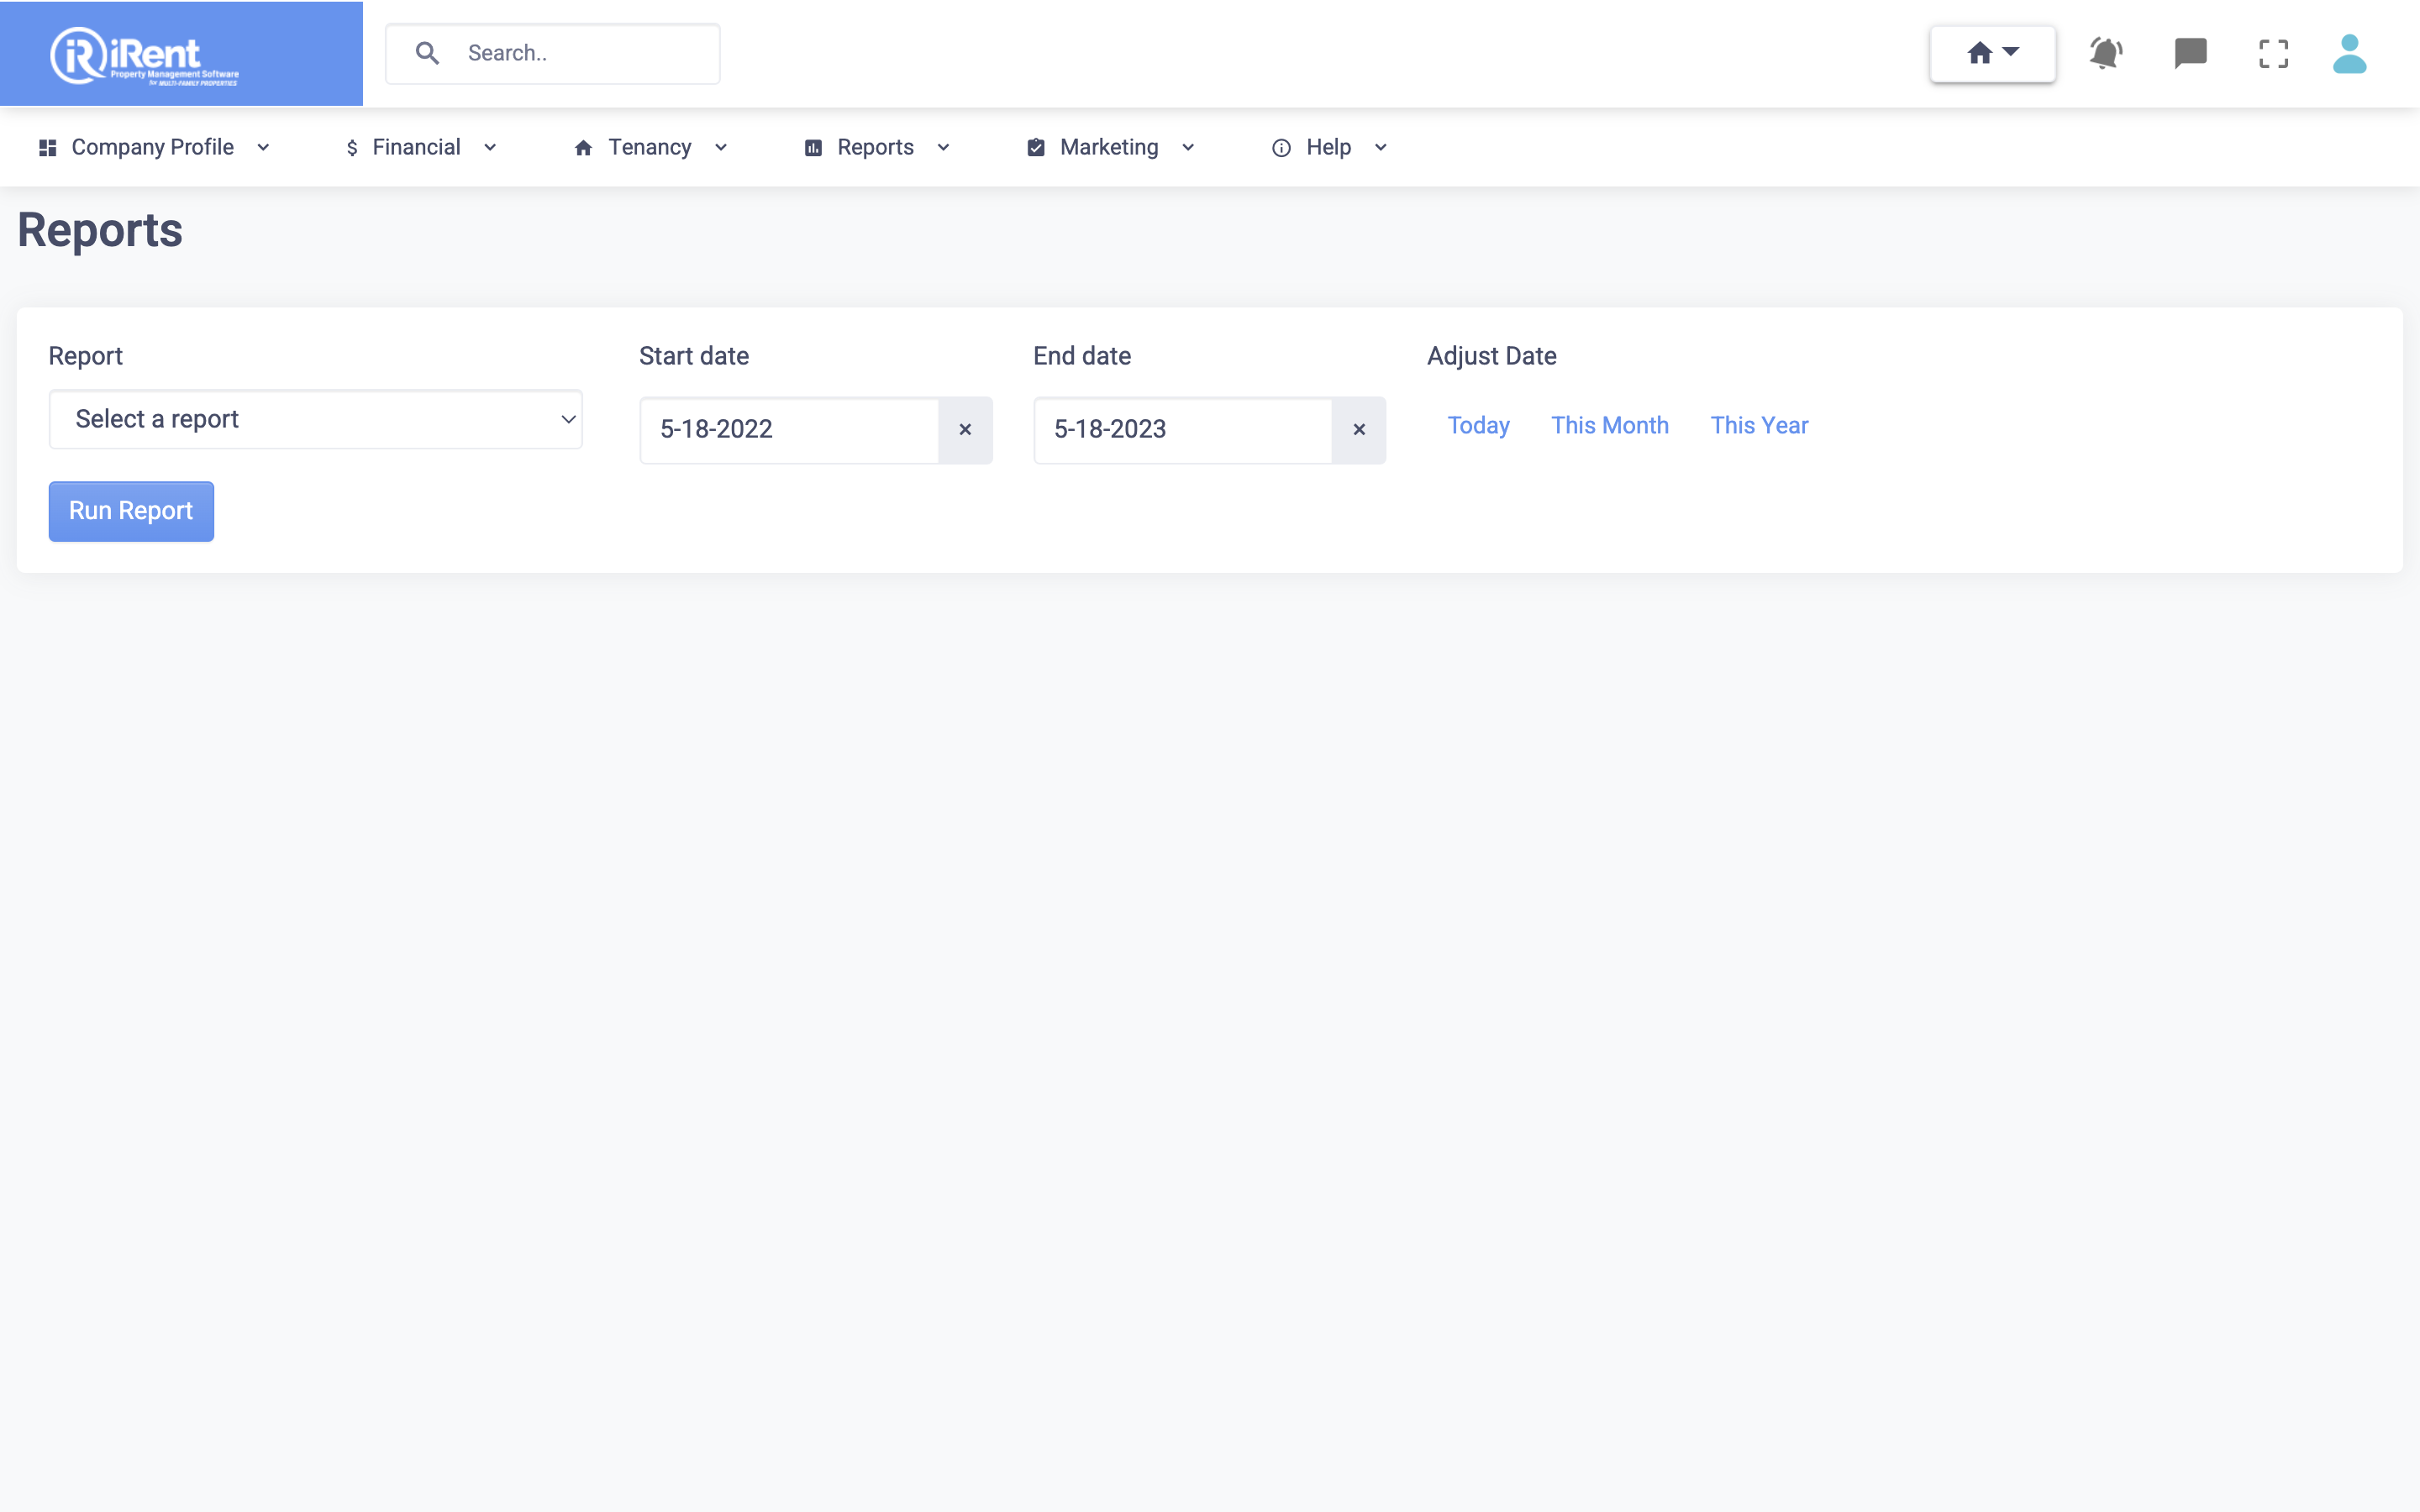 iRent
Property Management Software
for MULTI-FAMILY PROPERTIES
Search..
Company Profile
Financial
Tenancy
Reports
Marketing
Help
Reports
Report
Start date
End date
Adjust Date
Select a report
5-18-2022
×
5-18-2023
×
Today
This Month
This Year
Run Report